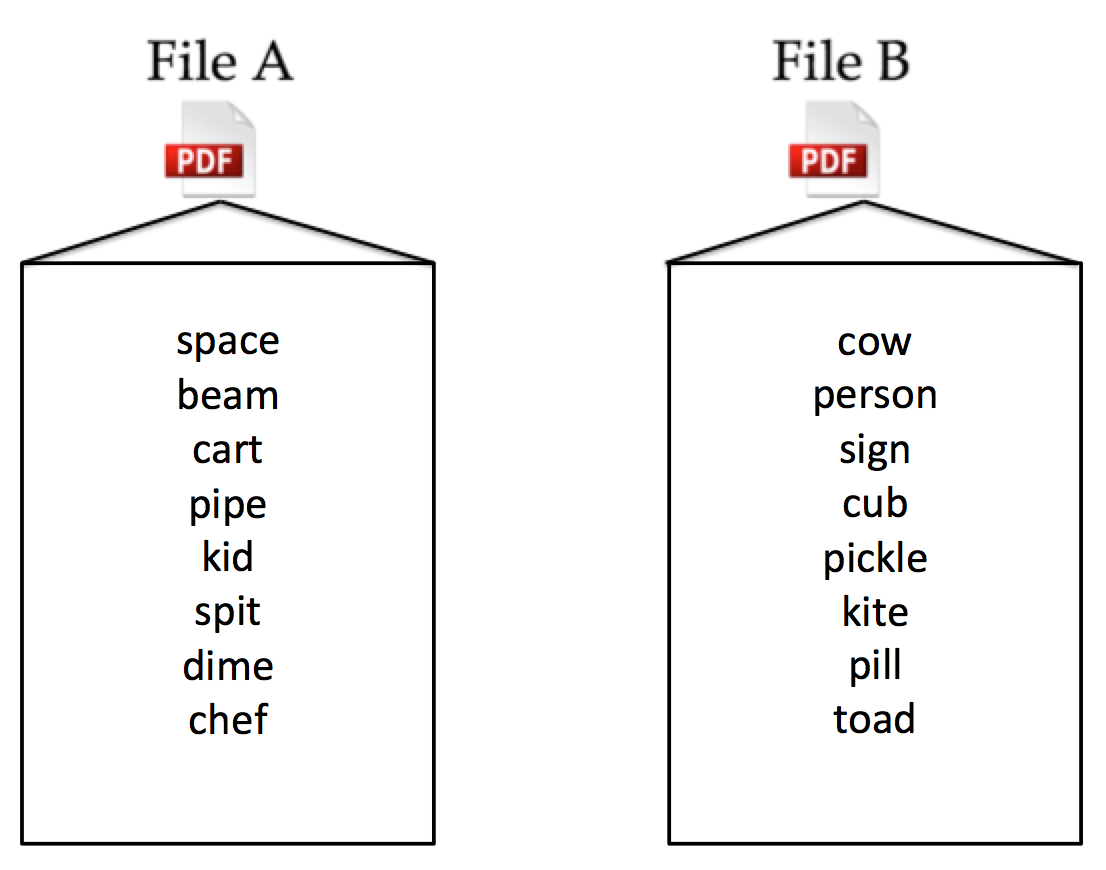 File A
PDF
space
beam
cart
pipe
kid
spit
dime
chef
File B
PDF
cow
person
sign
cub
pickle
kite
pill
toad